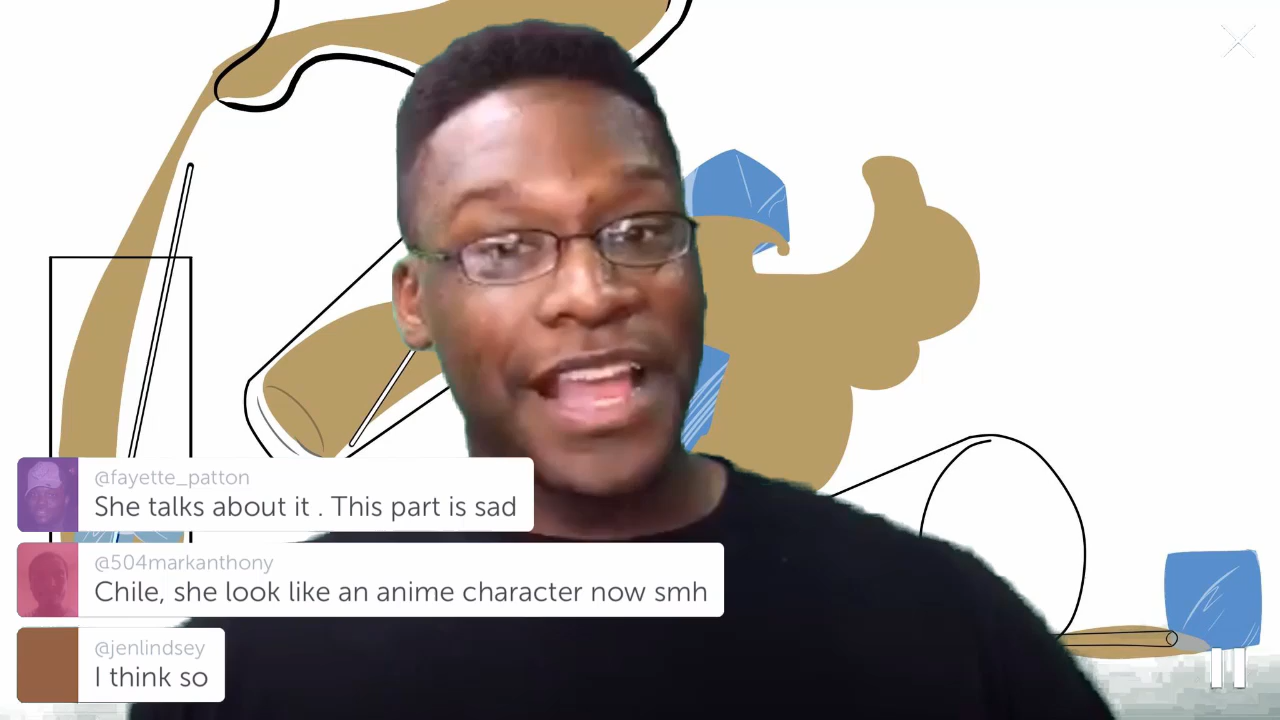 @fayette_patton
She talks about it . This part is sad
@504markanthony
Chile, she look like an anime character now smh
@jenlindsey
I think so